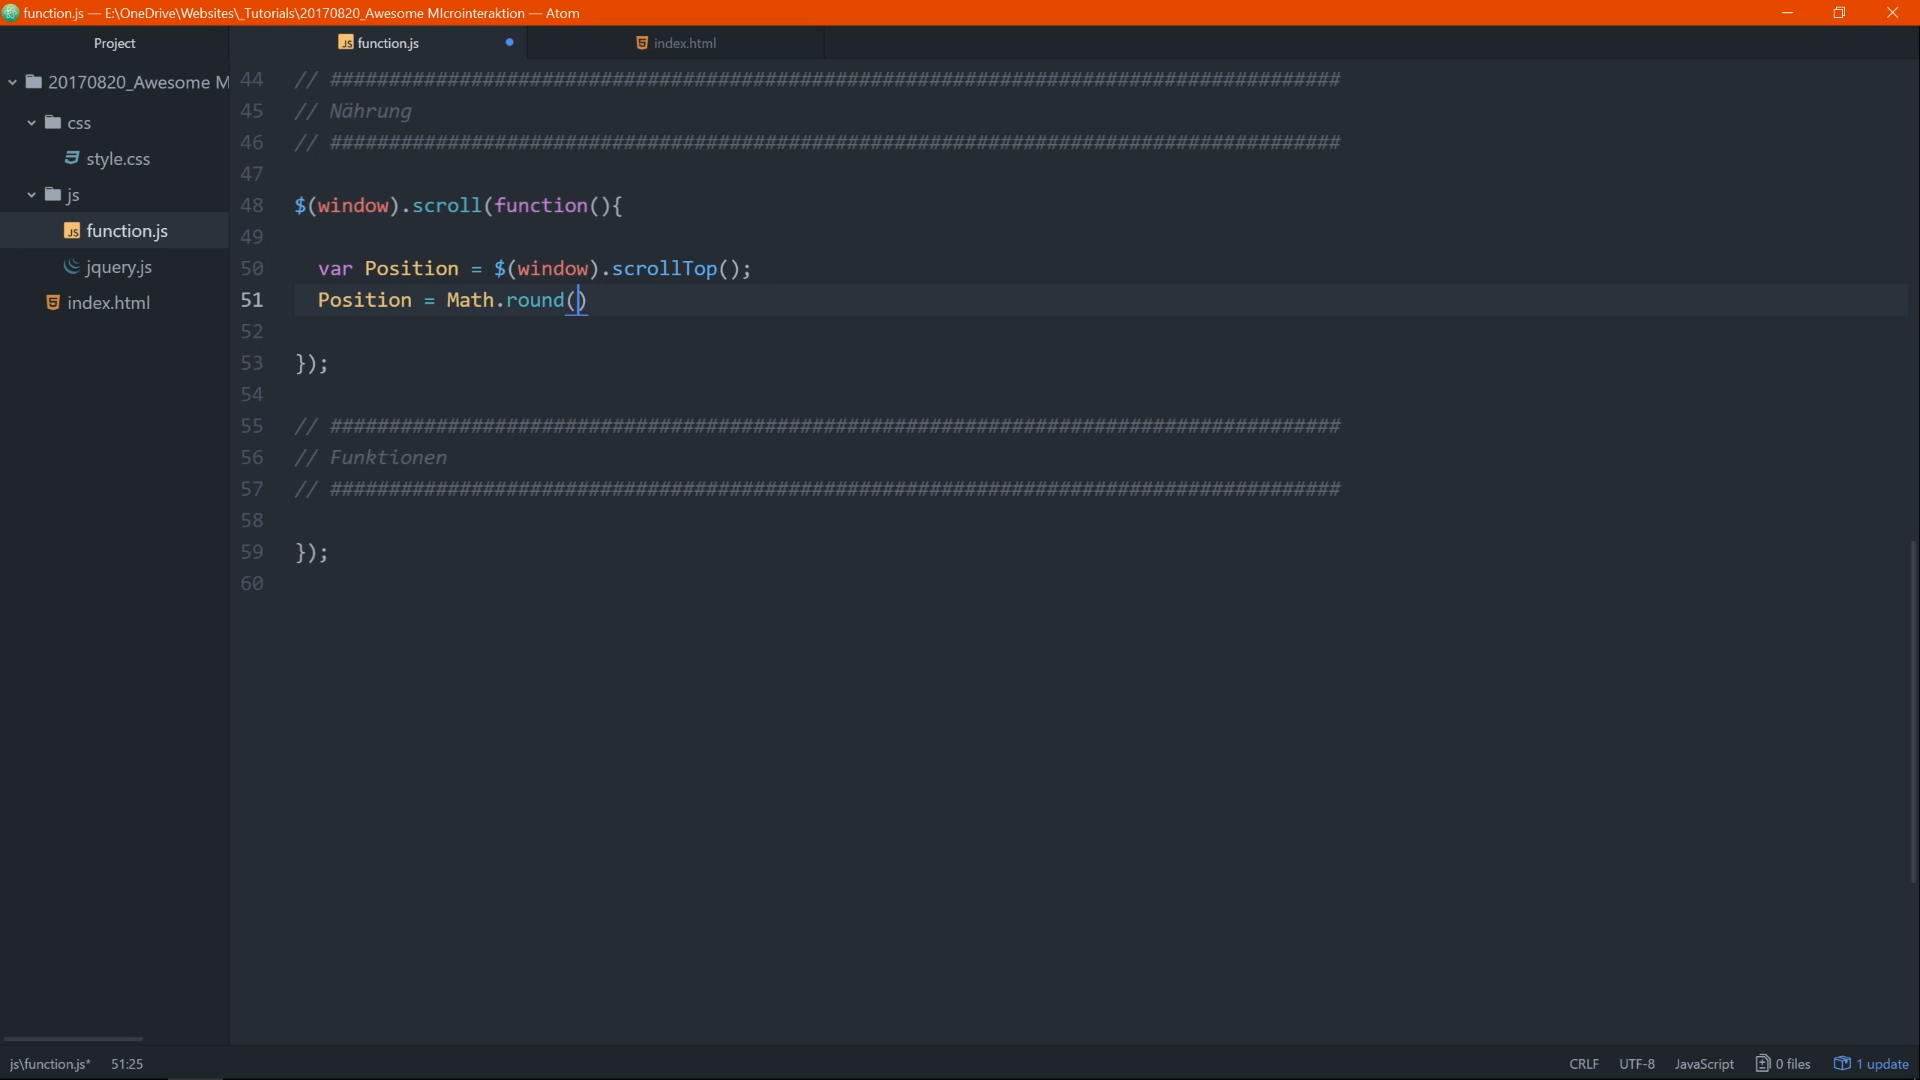 function.js — E:\OneDrive\Websites\_Tutorials\20170820_Awesome MIcrointeraktion — Atom
Project
function.js
index.html
20170820_Awesome M
css
style.css
js
function.js
jquery.js
index.html
44 // ######################################################################################
45 // Nährung
46 // ######################################################################################
47
48 $(window).scroll(function(){
49
50 var Position = $(window).scrollTop();
51 Position = Math.round()
52
53 });
54
55 // ######################################################################################
56 // Funktionen
57 // ######################################################################################
58
59 });
60
js\function.js* 51:25
CRLF UTF-8 JavaScript 0 files 1 update